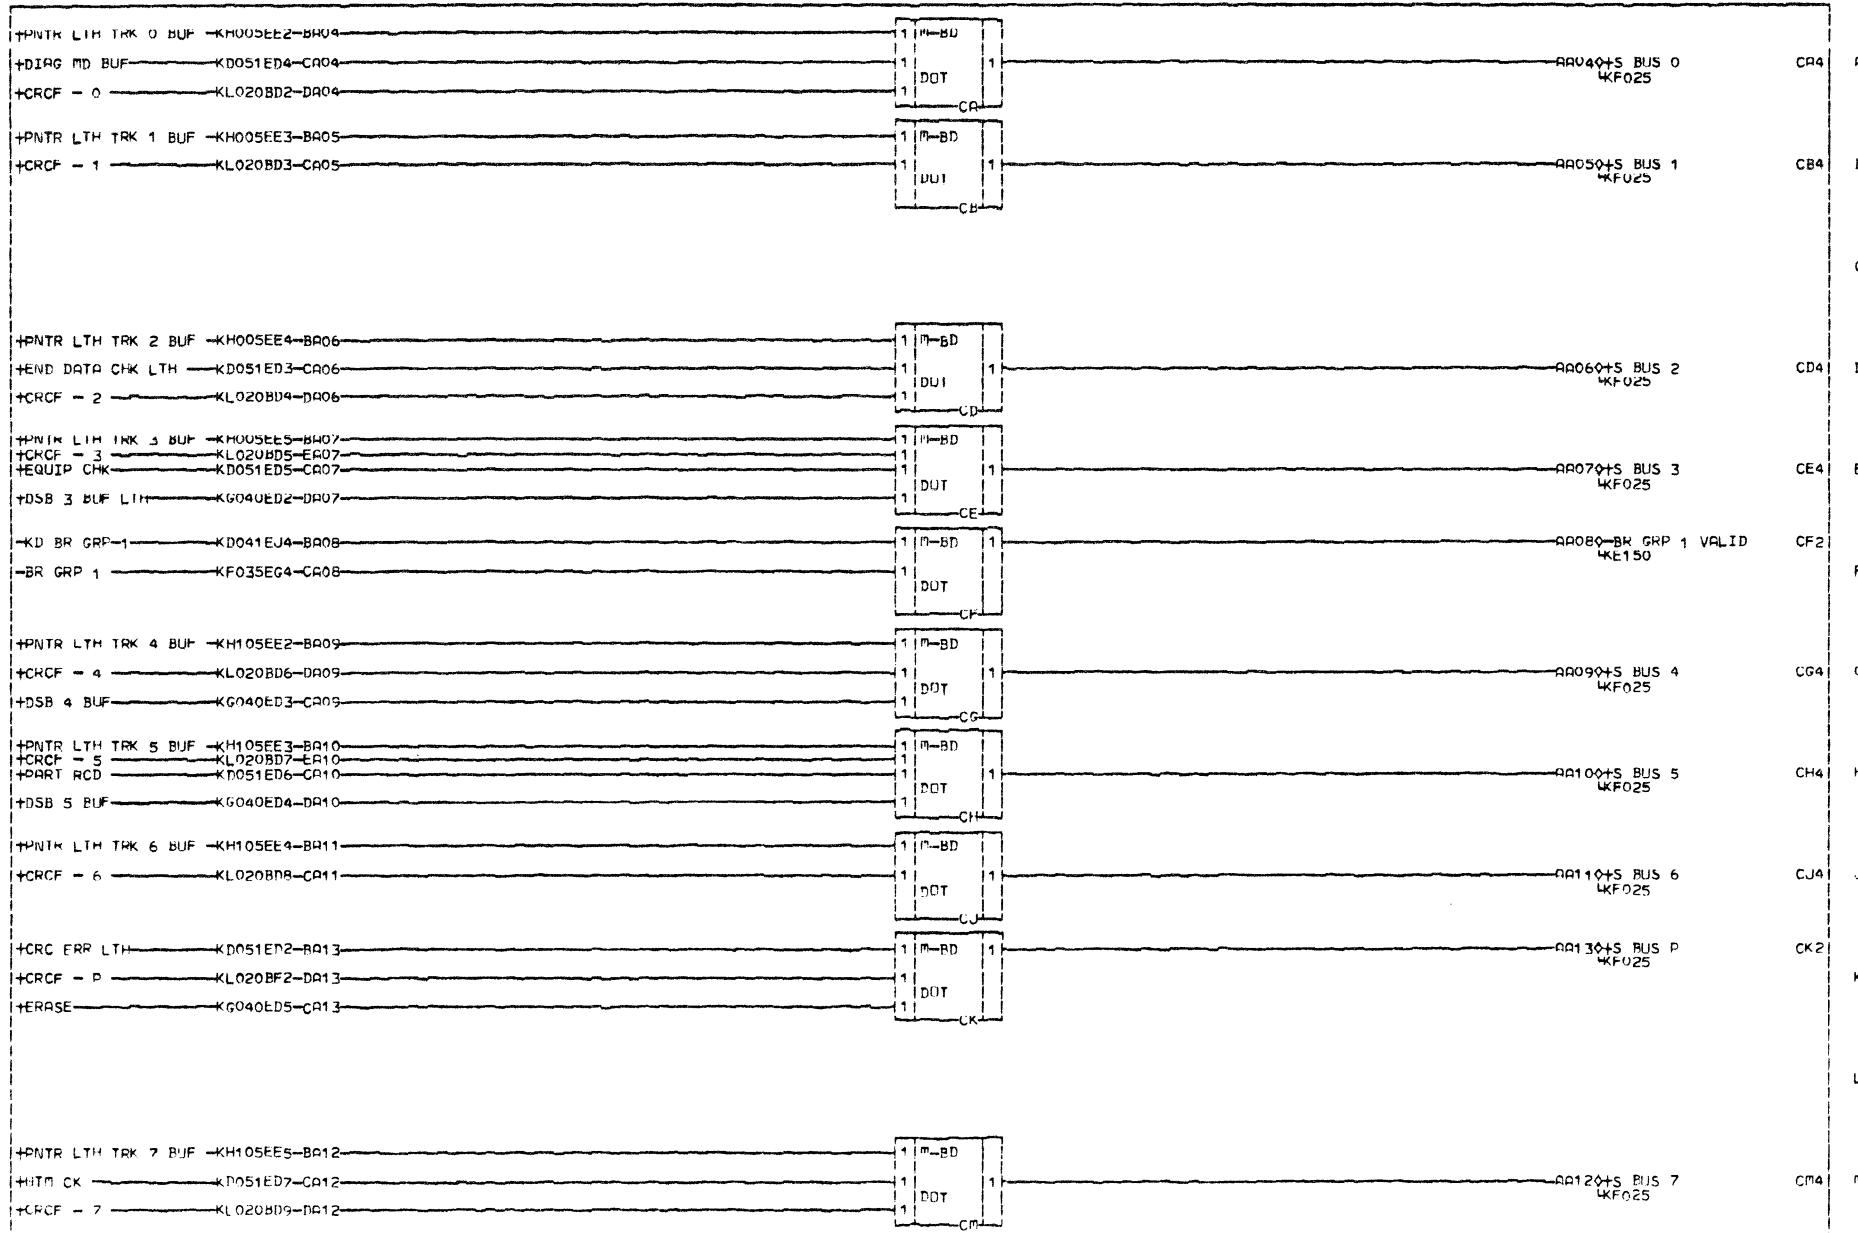 +PNTR LTH TRK 0 BUF -KH005EE2-BA04 1 M-BD
+DIAG MD BUF KD051ED4-CA04 1 1 AA04 +S BUS 0 CA4
DOT KF025
+CRCF - 0 KL020BD2-DA04 1
CA
+PNTR LTH TRK 1 BUF -KH005EE3-BA05 1 M-BD
+CRCF - 1 KL020BD3-CA05 1 1 AA05 +S BUS 1 CB4
DOT KF025
CB
+PNTR LTH TRK 2 BUF -KH005EE4-BA06 1 M-BD
+END DATA CHK LTH KD051ED3-CA06 1 1 AA06 +S BUS 2 CD4
DOT KF025
+CRCF - 2 KL020BD4-DA06 1
CD
+PNTR LTH TRK 3 BUF -KH005EE5-BA07 1 M-BD
+CRCF - 3 KL020BD5-EA07 1
+EQUIP CHK KD051ED5-CA07 1 1 AA07 +S BUS 3 CE4
DOT KF025
+DSB 3 BUF LTH KG040ED2-DA07 1
CE
-KD BR GRP-1 KD041EJ4-BA08 1 M-BD 1 AA08 -BR GRP 1 VALID CF2
KE150
-BR GRP 1 KF035EG4-CA08 1
DOT
CF
+PNTR LTH TRK 4 BUF -KH105EE2-BA09 1 M-BD
+CRCF - 4 KL020BD6-DA09 1 1 AA09 +S BUS 4 CG4
DOT KF025
+DSB 4 BUF KG040ED3-CA09 1
CG
+PNTR LTH TRK 5 BUF -KH105EE3-BA10 1 M-BD
+CRCF - 5 KL020BD7-EA10 1
+PART RCD KD051ED6-CA10 1 1 AA10 +S BUS 5 CH4
DOT KF025
+DSB 5 BUF KG040ED4-DA10 1
CH
+PNTR LTH TRK 6 BUF -KH105EE4-BA11 1 M-BD
+CRCF - 6 KL020BD8-CA11 1 1 AA11 +S BUS 6 CJ4
DOT KF025
CJ
+CRC ERR LTH KD051ED2-BA13 1 M-BD 1 AA13 +S BUS P CK2
KF025
+CRCF - P KL020BF2-DA13 1
DOT
+ERASE KG040ED5-CA13 1
CK
+PNTR LTH TRK 7 BUF -KH105EE5-BA12 1 M-BD
CK KD051ED7-CA12 1 1 AA12 +S BUS 7 CM4
DOT KF025
+CRCF - 7 KL020BD9-DA12 1
CM